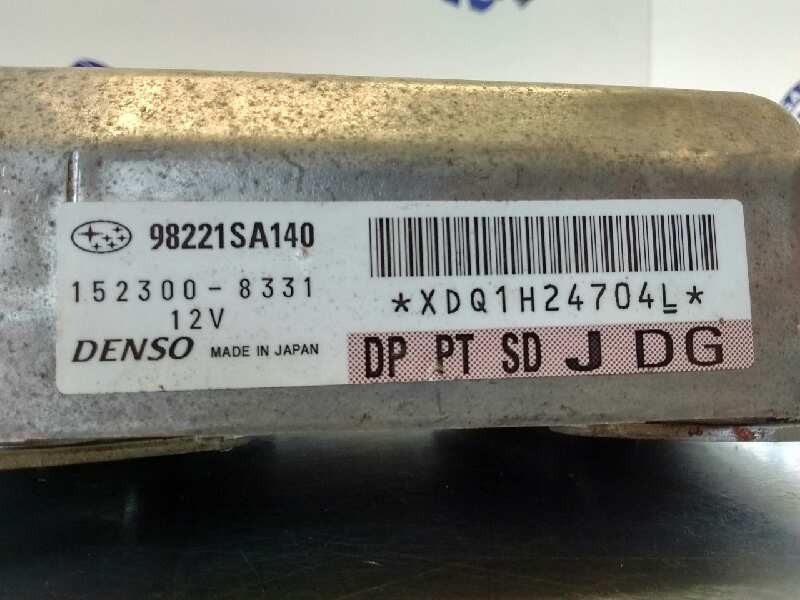 98221SA140
152300-8331
12V
DENSO MADE IN JAPAN
*XDQ1H24704L*
DP PT SD J DG